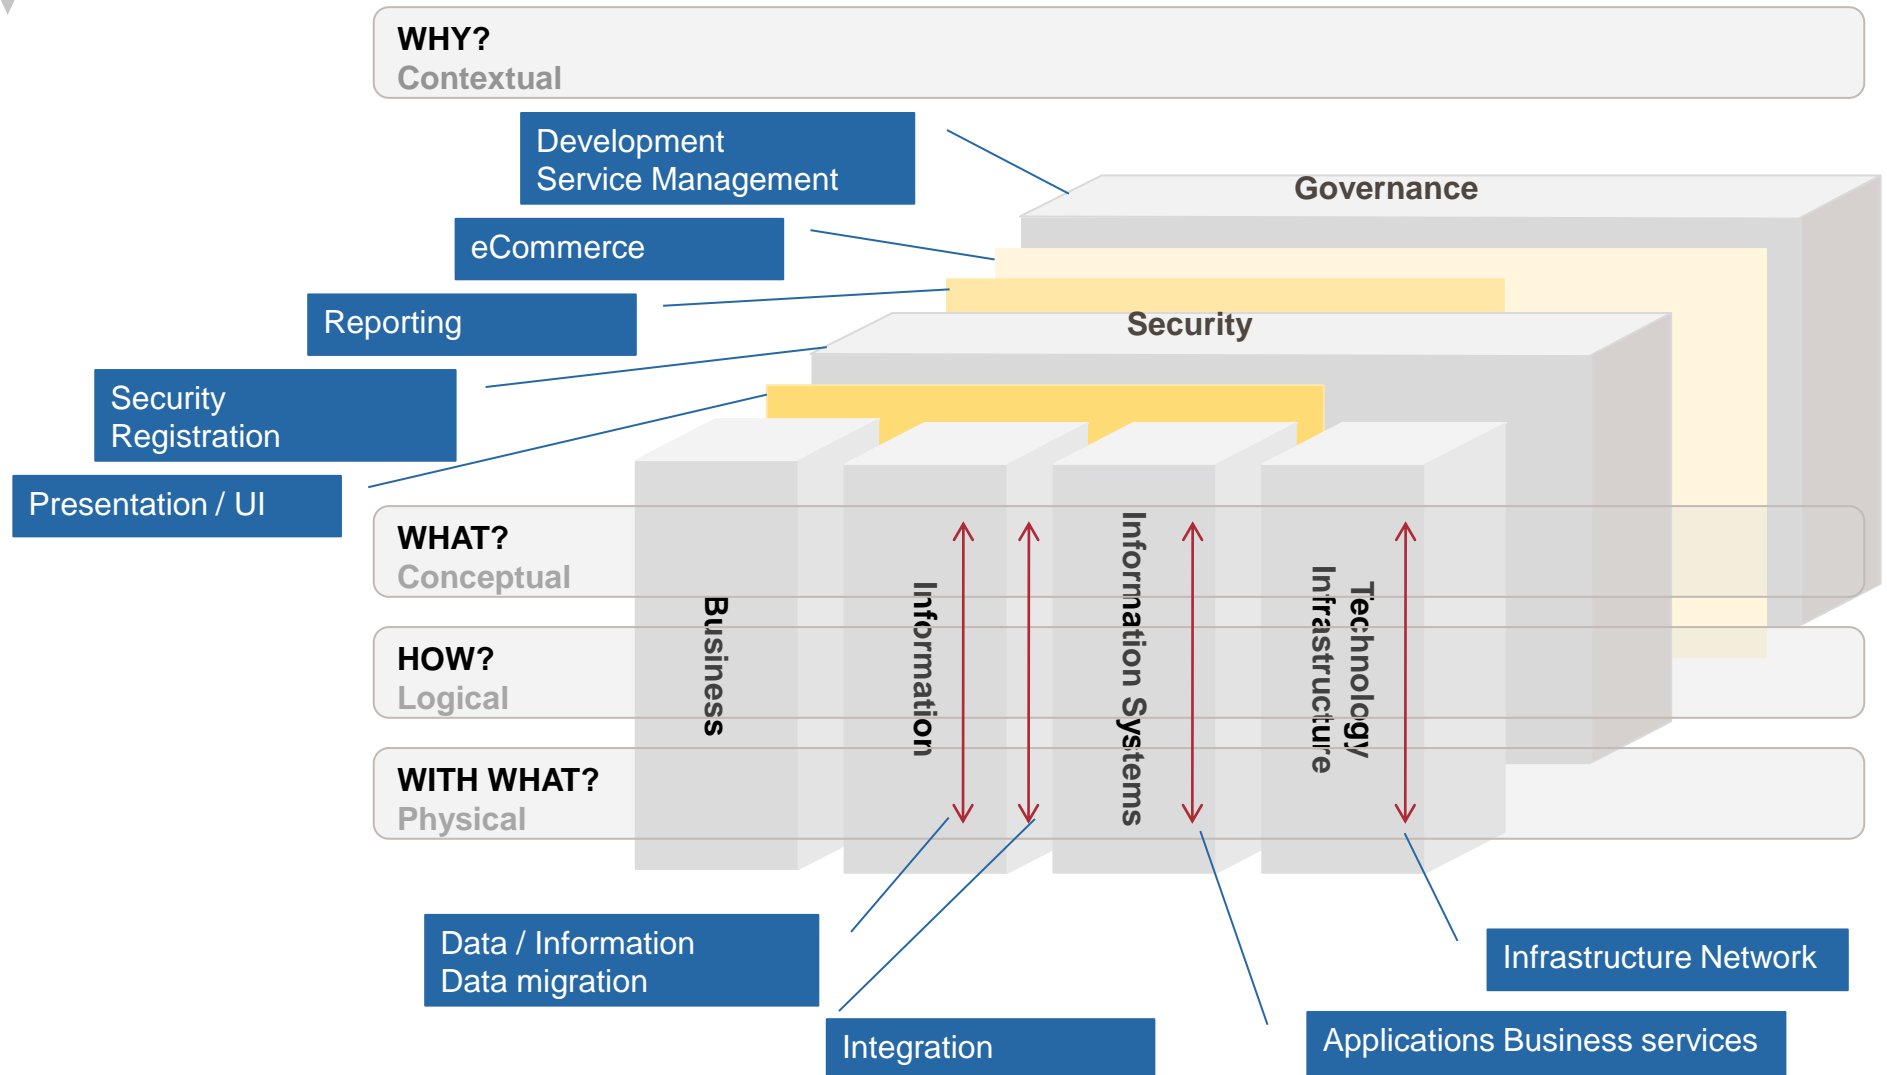 WHY?
Contextual
Development
Service Management
Governance
eCommerce
Reporting
Security
Security
Registration
Presentation / UI
WHAT?
Conceptual
HOW?
Logical
WITH WHAT?
Physical
Business
Information
Information Systems
Technology
Infrastructure
Data / Information
Data migration
Integration
Applications Business services
Infrastructure Network